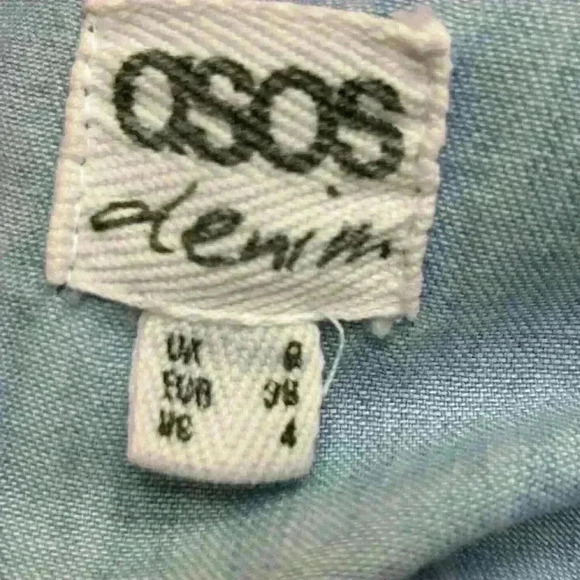 asos
denim
UK 8
EUR 36
US 4